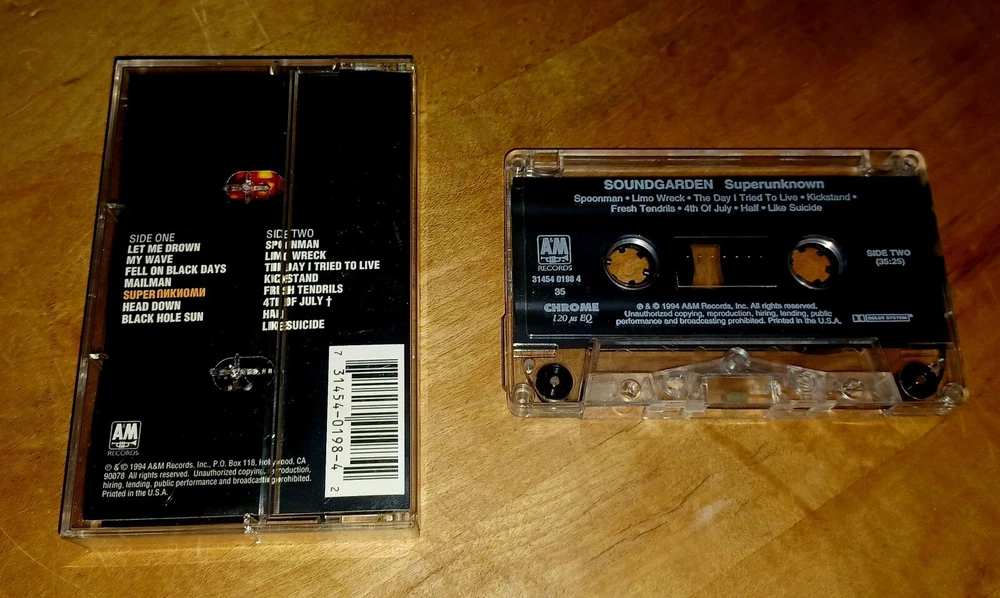 SIDE ONE
LET ME DROWN
MY WAVE
FELL ON BLACK DAYS
MAILMAN
SUPERUNKNOWN
HEAD DOWN
BLACK HOLE SUN
SIDE TWO
SPOONMAN
LIMO WRECK
THE DAY I TRIED TO LIVE
KICKSTAND
FRESH TENDRILS
4TH OF JULY †
HALF
LIKE SUICIDE
A&M
RECORDS
℗ & © 1994 A&M Records, Inc., P.O. Box 118, Hollywood, CA
90078 All rights reserved. Unauthorized copying, reproduction,
hiring, lending, public performance and broadcasting prohibited.
Printed in the U.S.A.
7 31454-0198-4 2
SOUNDGARDEN Superunknown
Spoonman • Limo Wreck • The Day I Tried To Live • Kickstand •
Fresh Tendrils • 4th Of July • Half • Like Suicide
A&M
RECORDS
31454 0198 4
35
CHROME
120 µs EQ
SIDE TWO
(35:25)
℗ & © 1994 A&M Records, Inc. All rights reserved.
Unauthorized copying, reproduction, hiring, lending, public
performance and broadcasting prohibited. Printed in the U.S.A.
DOLBY SYSTEM